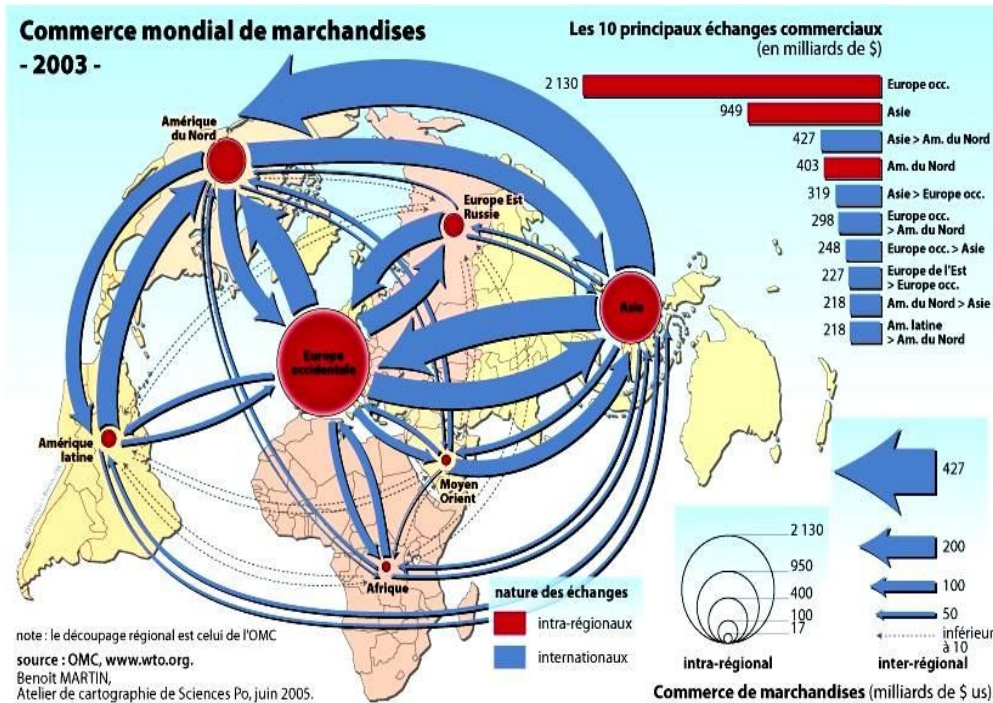 Commerce mondial de marchandises
- 2003 -
Les 10 principaux échanges commerciaux
(en milliards de $)
2 130 Europe occ.
949 Asie
427 Asie > Am. du Nord
403 Am. du Nord
319 Asie > Europe occ.
298 Europe occ.
> Am. du Nord
248 Europe occ. > Asie
227 Europe de l'Est
> Europe occ.
218 Am. du Nord > Asie
218 Am. latine
> Am. du Nord
Amérique
du Nord
Europe Est
Russie
Asie
Europe
occidentale
Amérique
latine
Moyen
Orient
Afrique
nature des échanges
intra-régionaux
internationaux
2 130
950
400
100
17
intra-régional
427
200
100
50
inférieur
à 10
inter-régional
Commerce de marchandises (milliards de $ us)
note : le découpage régional est celui de l'OMC
source : OMC, www.wto.org.
Benoît MARTIN,
Atelier de cartographie de Sciences Po, juin 2005.